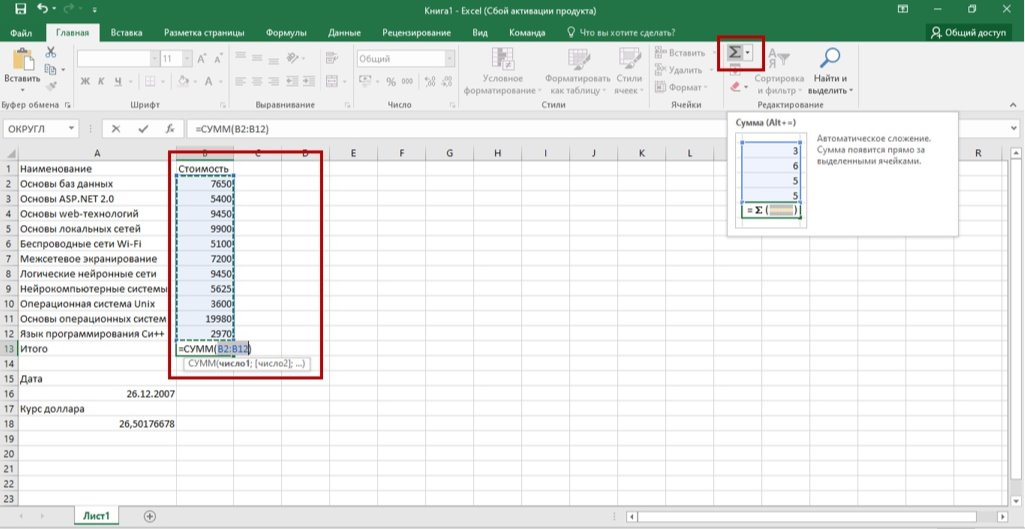 Книга1 - Excel (Сбой активации продукта)
Файл Главная Вставка Разметка страницы Формулы Данные Рецензирование Вид Команда Что вы хотите сделать? Общий доступ
Вставить
11
Ж К Ч
Общий
% 000
Условное форматирование
Форматировать как таблицу
Стили ячеек
Вставить
Удалить
Формат
Σ
Сортировка и фильтр
Найти и выделить
Буфер обмена Шрифт Выравнивание Число Стили Ячейки Редактирование
ОКРУГЛ fx =СУММ(B2:B12)
Сумма (Alt+=)
3
6
5
5
= Σ ( )
Автоматическое сложение.
Сумма появится прямо за
выделенными ячейками.
A B C D E F G H I J K L R
1 Наименование Стоимость
2 Основы баз данных 7650
3 Основы ASP.NET 2.0 5400
4 Основы web-технологий 9450
5 Основы локальных сетей 9900
6 Беспроводные сети Wi-Fi 5100
7 Межсетевое экранирование 7200
8 Логические нейронные сети 9450
9 Нейрокомпьютерные системы 5625
10 Операционная система Unix 3600
11 Основы операционных систем 19980
12 Язык программирования Си++ 2970
13 Итого =СУММ(B2:B12)
14 СУММ(число1; [число2]; ...)
15 Дата
16 26.12.2007
17 Курс доллара
18 26,50176678
19
20
21
22
23
Лист1